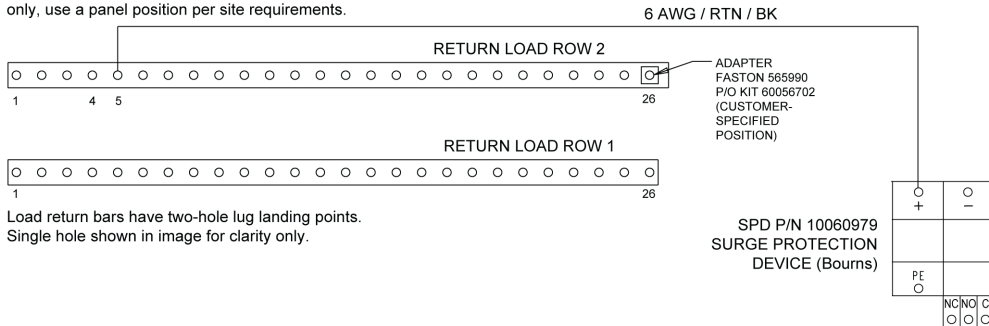 only, use a panel position per site requirements.
6 AWG / RTN / BK
RETURN LOAD ROW 2
ADAPTER
FASTON 565990
P/O KIT 60056702
(CUSTOMER-
SPECIFIED
POSITION)
1 4 5 26
RETURN LOAD ROW 1
1 26
Load return bars have two-hole lug landing points.
Single hole shown in image for clarity only.
SPD P/N 10060979
SURGE PROTECTION
DEVICE (Bourns)
+ −
PE
NC NO C